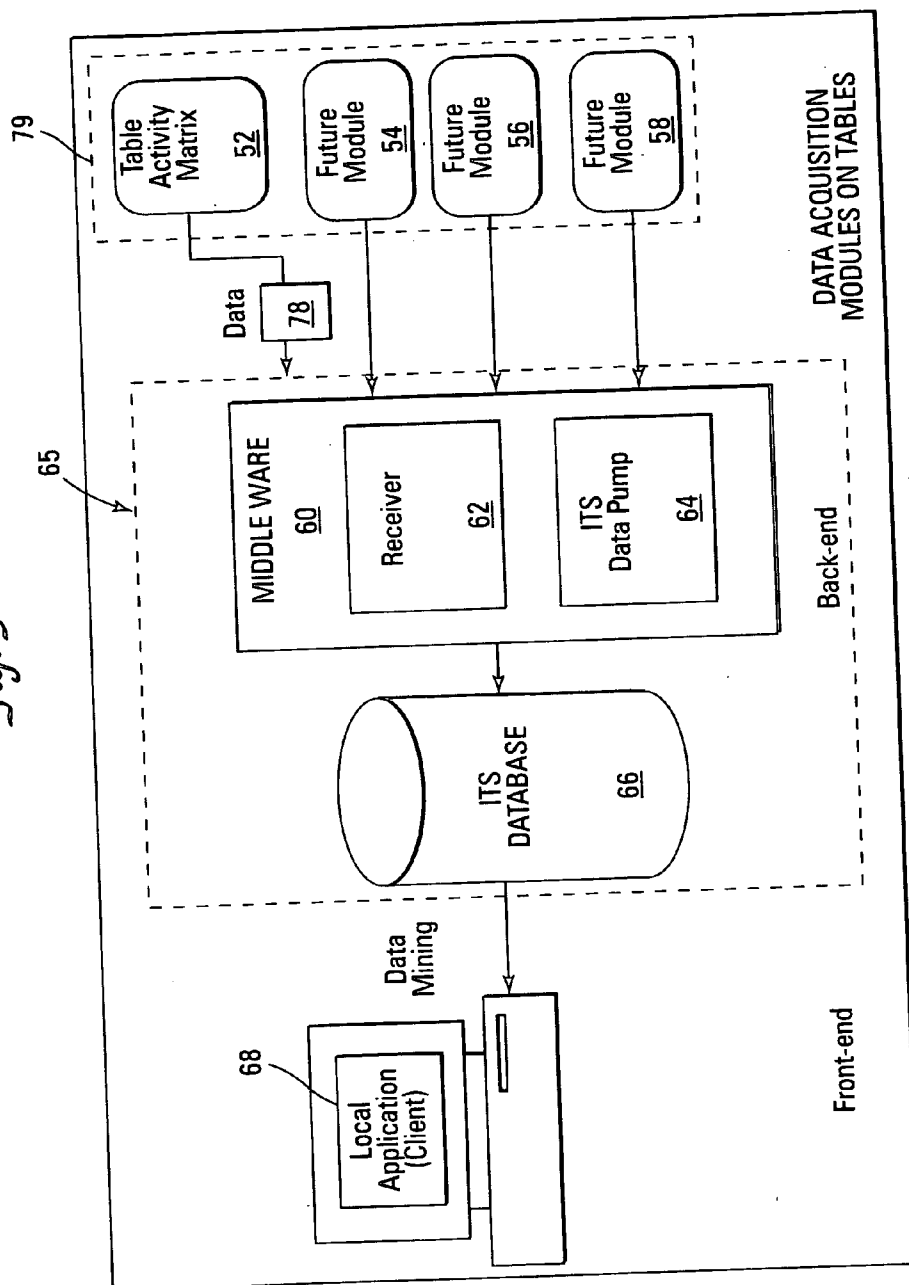 79
Table
Activity
Matrix
52
Future
Module
54
Future
Module
56
Future
Module
58
Data
78
DATA ACQUISITION
MODULES ON TABLES
65
MIDDLE WARE
60
Receiver
62
ITS
Data Pump
64
Back-end
ITS
DATABASE
66
Data
Mining
68
Local
Application
(Client)
Front-end